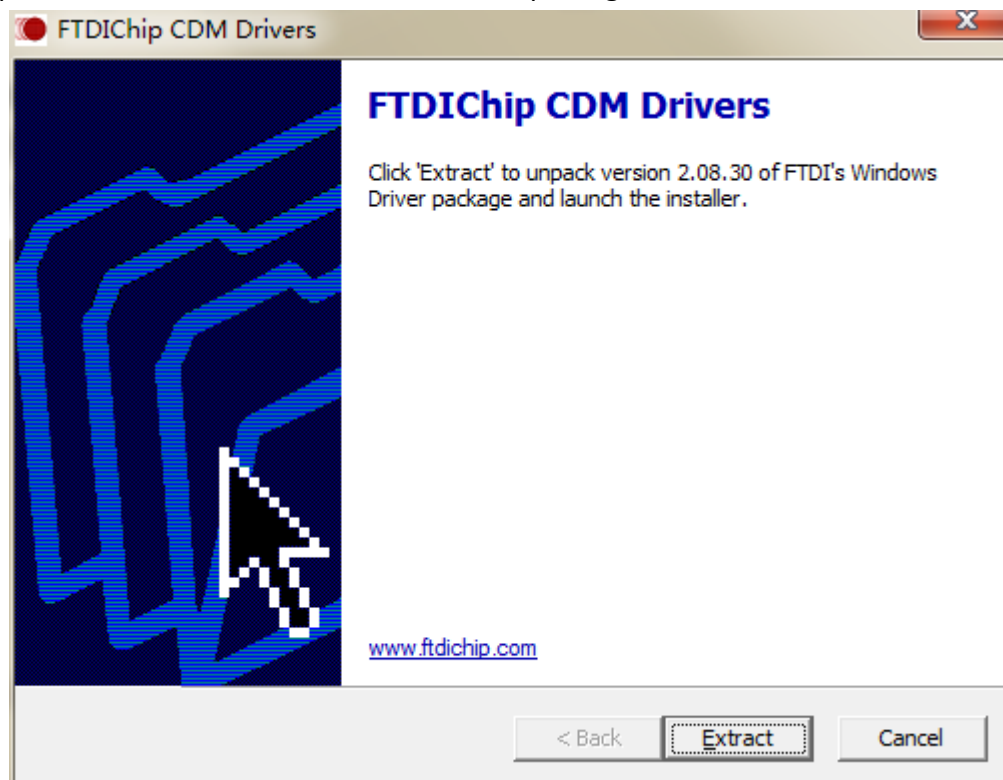 FTDIChip CDM Drivers
FTDIChip CDM Drivers
Click 'Extract' to unpack version 2.08.30 of FTDI's Windows
Driver package and launch the installer.
www.ftdichip.com
< Back
Extract
Cancel